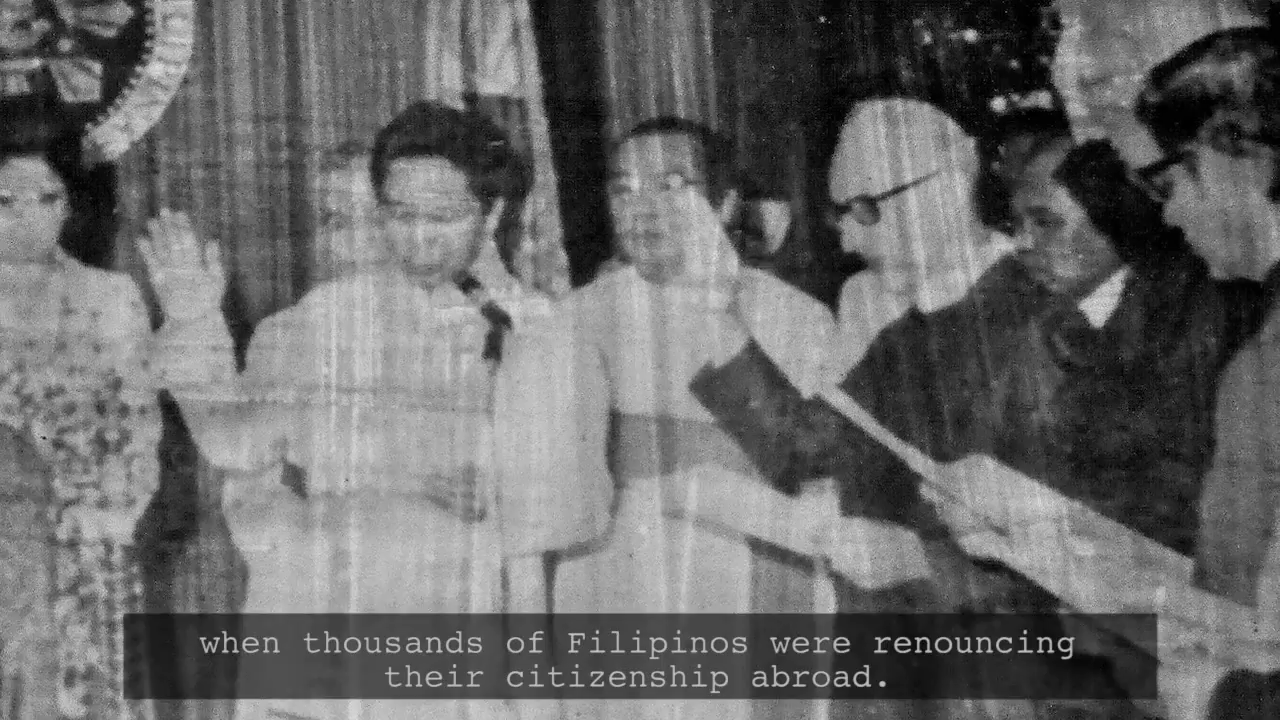 when thousands of Filipinos were renouncing
their citizenship abroad.